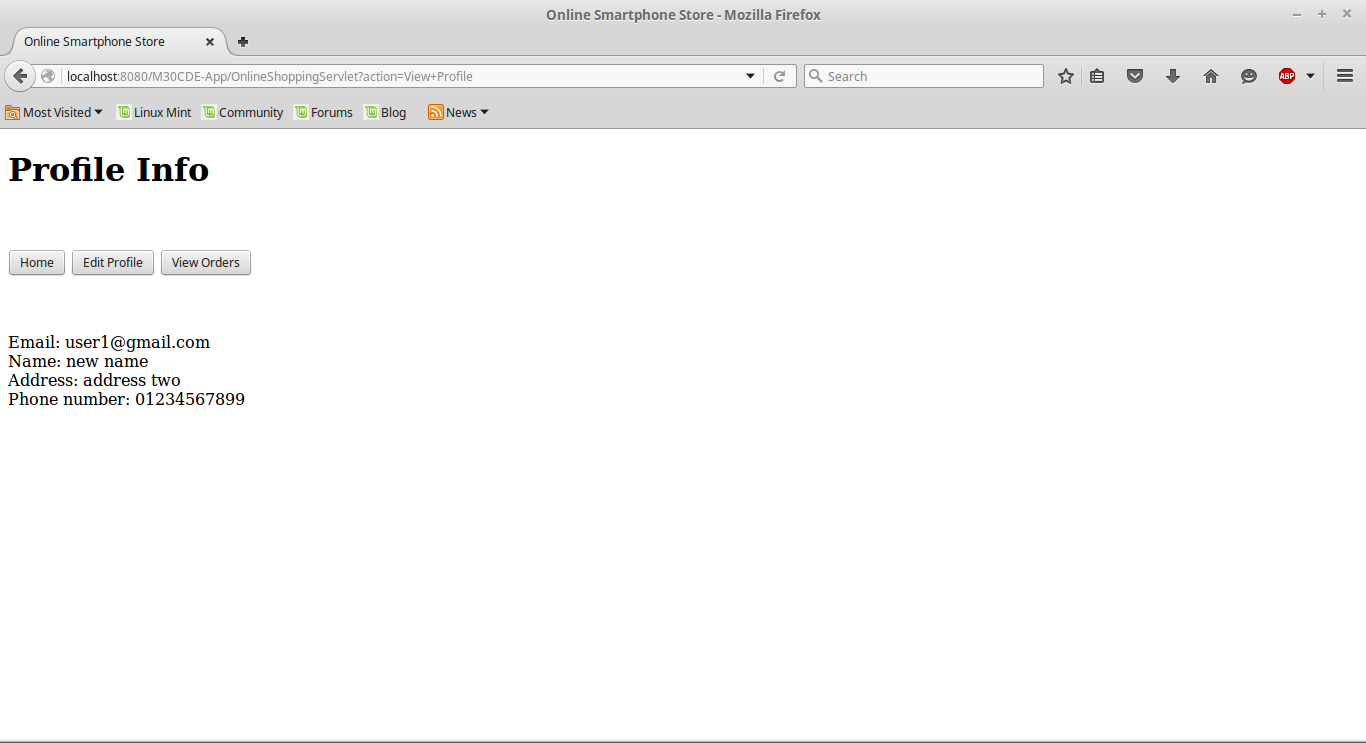 Online Smartphone Store - Mozilla Firefox
Online Smartphone Store
localhost:8080/M30CDE-App/OnlineShoppingServlet?action=View+Profile
Search
ABP
Most Visited
Linux Mint
Community
Forums
Blog
News
Profile Info
Home
Edit Profile
View Orders
Email: user1@gmail.com
Name: new name
Address: address two
Phone number: 01234567899